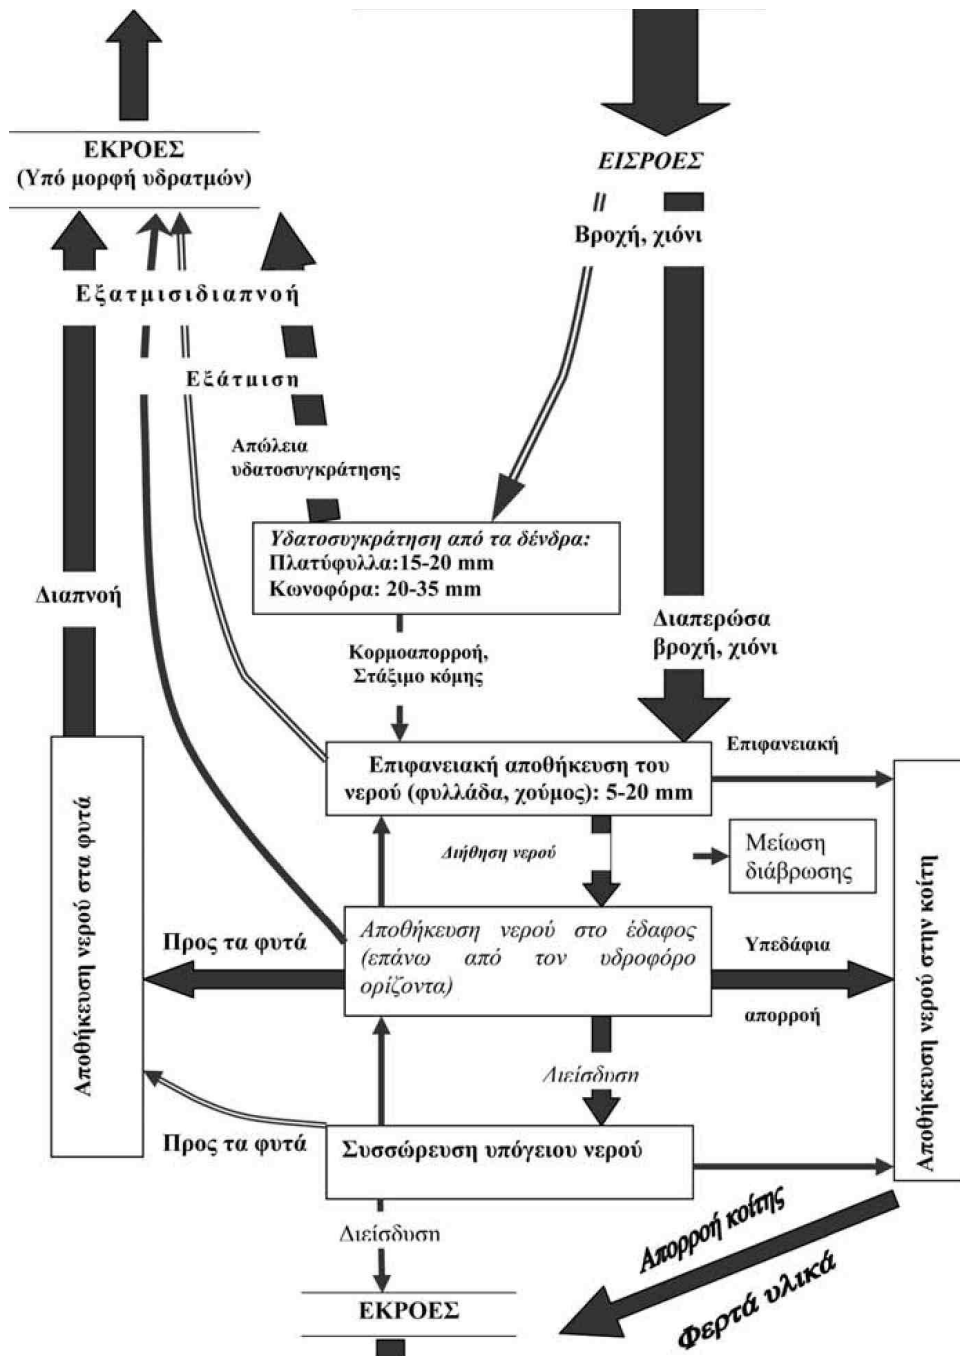 ΕΚΡΟΕΣ
(Υπό μορφή υδρατμών)
ΕΙΣΡΟΕΣ
Βροχή, χιόνι
Εξατμισιδιαπνοή
Εξάτμιση
Απώλεια
υδατοσυγκράτησης
Υδατοσυγκράτηση από τα δένδρα:
Πλατύφυλλα:15-20 mm
Κωνοφόρα: 20-35 mm
Διαπνοή
Διαπερώσα
βροχή, χιόνι
Κορμοαπορροή,
Στάξιμο κόμης
Επιφανειακή
Επιφανειακή αποθήκευση του
νερού (φυλλάδα, χούμος): 5-20 mm
Διήθηση νερού
Μείωση
διάβρωσης
Αποθήκευση νερού στα φυτά
Αποθήκευση νερού στην κοίτη
Προς τα φυτά
Αποθήκευση νερού στο έδαφος
(επάνω από τον υδροφόρο
ορίζοντα)
Υπεδάφια
απορροή
Διείσδυση
Προς τα φυτά
Συσσώρευση υπόγειου νερού
Διείσδυση
Απορροή κοίτης
Φερτά υλικά
ΕΚΡΟΕΣ